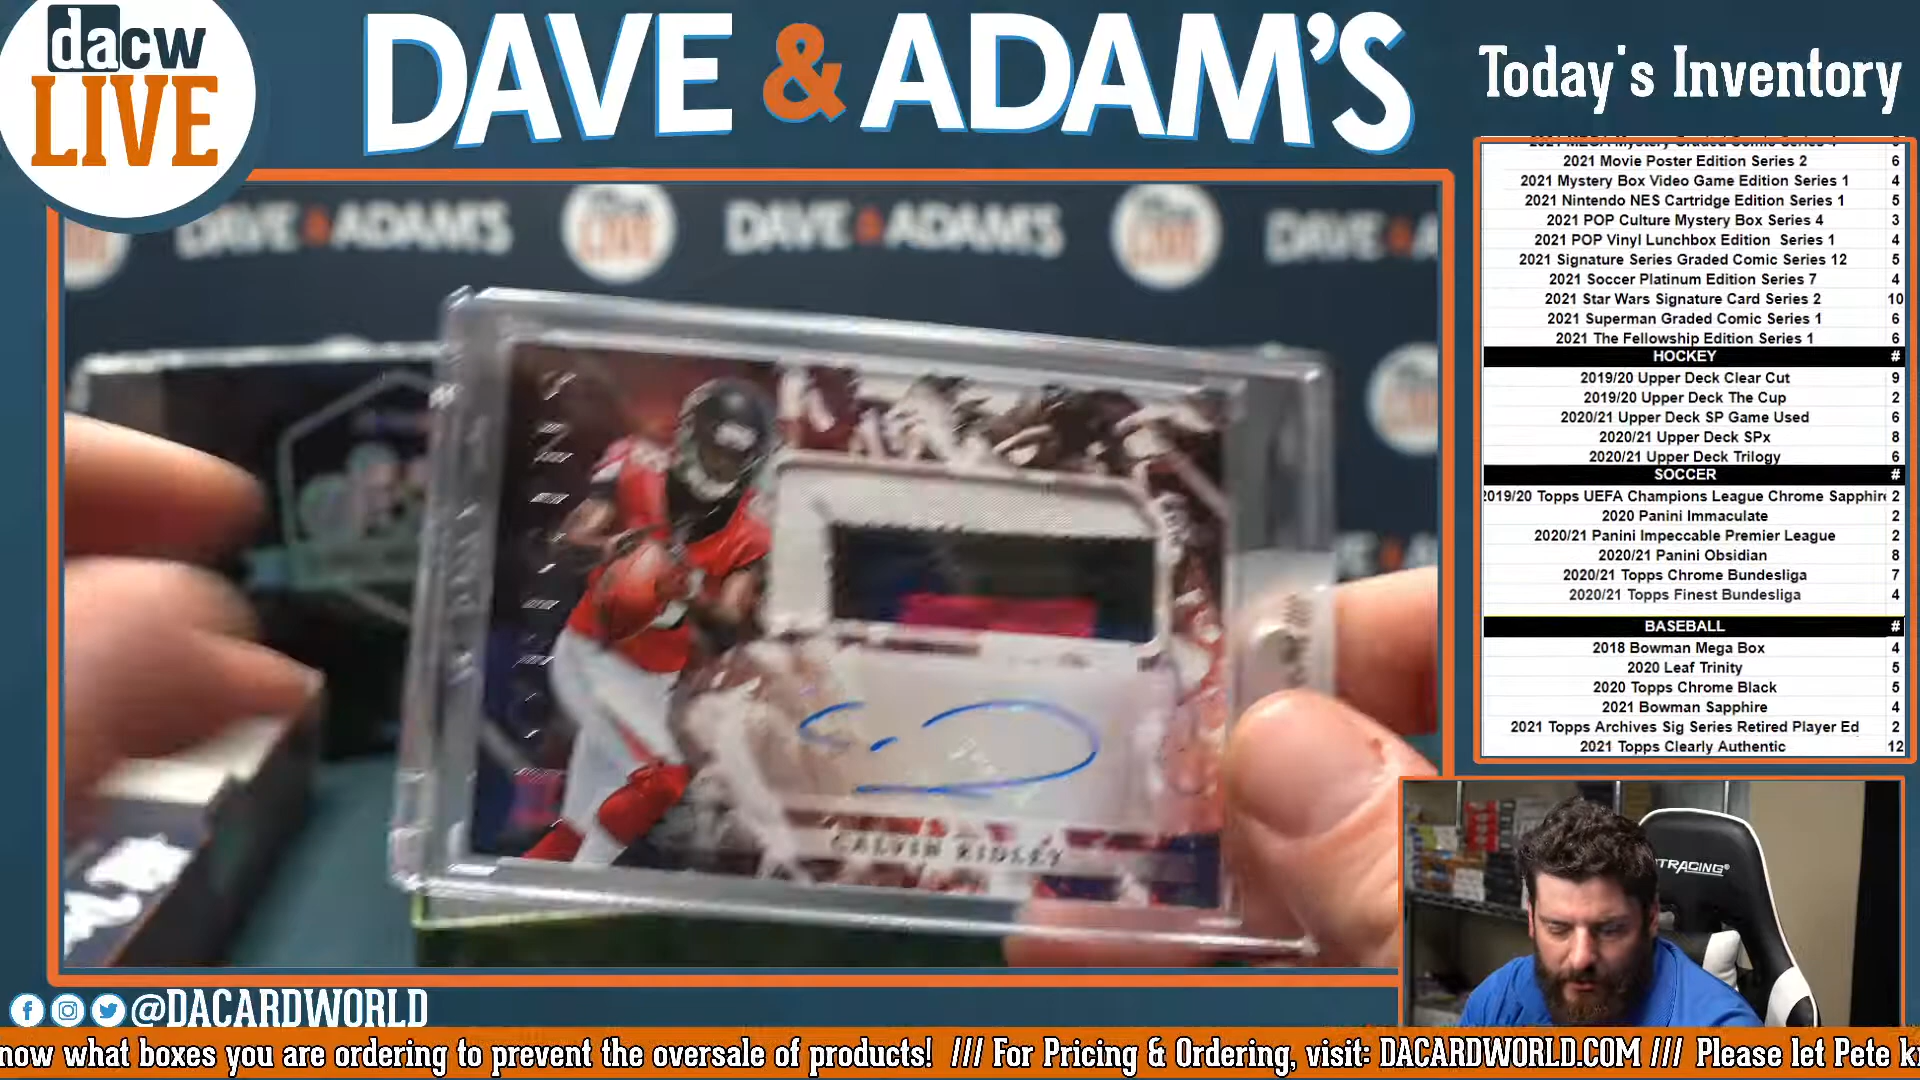 dacw
LIVE
DAVE & ADAM'S
Today's Inventory
DAVE & ADAM'S
DAVE & ADAM'S
2021 MEGA Mystery Graded Comic Series 4
2021 Movie Poster Edition Series 2 6
2021 Mystery Box Video Game Edition Series 1 4
2021 Nintendo NES Cartridge Edition Series 1 5
2021 POP Culture Mystery Box Series 4 3
2021 POP Vinyl Lunchbox Edition Series 1 4
2021 Signature Series Graded Comic Series 12 5
2021 Soccer Platinum Edition Series 7 4
2021 Star Wars Signature Card Series 2 10
2021 Superman Graded Comic Series 1 6
2021 The Fellowship Edition Series 1 6
HOCKEY #
2019/20 Upper Deck Clear Cut 9
2019/20 Upper Deck The Cup 2
2020/21 Upper Deck SP Game Used 6
2020/21 Upper Deck SPx 8
2020/21 Upper Deck Trilogy 6
SOCCER #
2019/20 Topps UEFA Champions League Chrome Sapphire 2
2020 Panini Immaculate 2
2020/21 Panini Impeccable Premier League 2
2020/21 Panini Obsidian 8
2020/21 Topps Chrome Bundesliga 7
2020/21 Topps Finest Bundesliga 4
BASEBALL #
2018 Bowman Mega Box 4
2020 Leaf Trinity 5
2020 Topps Chrome Black 5
2021 Bowman Sapphire 4
2021 Topps Archives Sig Series Retired Player Ed 2
2021 Topps Clearly Authentic 12
CALVIN RIDLEY
@DACARDWORLD
now what boxes you are ordering to prevent the oversale of products! /// For Pricing & Ordering, visit: DACARDWORLD.COM /// Please let Pete k